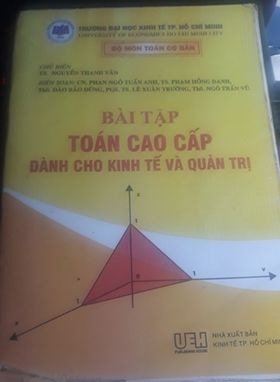 TRƯỜNG ĐẠI HỌC KINH TẾ TP. HỒ CHÍ MINH
UNIVERSITY OF ECONOMICS HO CHI MINH CITY
BỘ MÔN TOÁN CƠ BẢN
CHỦ BIÊN
TS. NGUYỄN THANH VÂN
BIÊN SOẠN: CN. PHAN NGÔ TUẤN ANH, TS. PHẠM HỒNG DANH,
ThS. ĐÀO BẢO DŨNG, PGS. TS. LÊ XUÂN TRƯỜNG, ThS. NGÔ TRẤN VŨ
BÀI TẬP
TOÁN CAO CẤP
DÀNH CHO KINH TẾ VÀ QUẢN TRỊ
z
1
0
1
y
1
x
UEH
PUBLISHING HOUSE
NHÀ XUẤT BẢN
KINH TẾ TP. HỒ CHÍ MIN